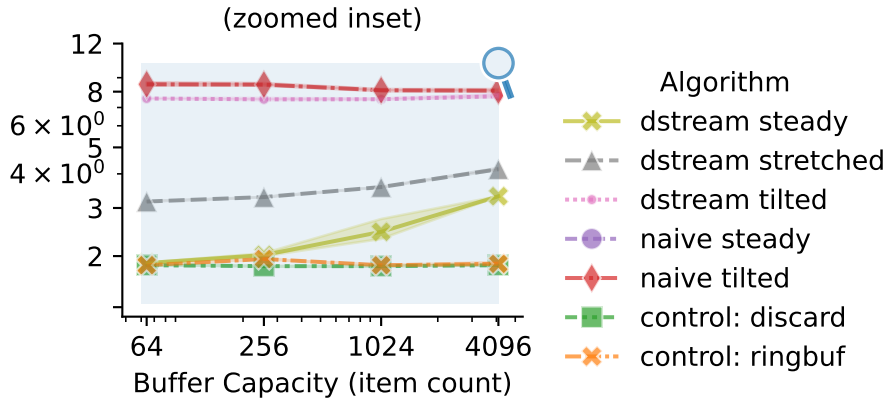 (zoomed inset)
12
8
6 × 10⁰
5
4 × 10⁰
3
2
64 256 1024 4096
Buffer Capacity (item count)
Algorithm
dstream steady
dstream stretched
dstream tilted
naive steady
naive tilted
control: discard
control: ringbuf